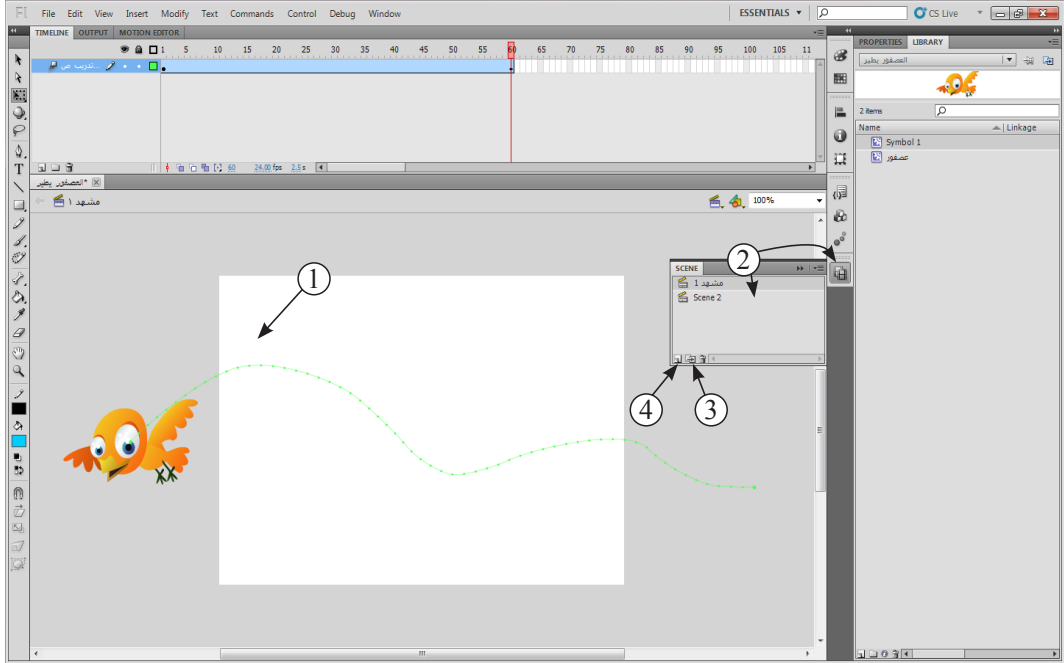 Fl File Edit View Insert Modify Text Commands Control Debug Window ESSENTIALS CS Live
TIMELINE OUTPUT MOTION EDITOR
1 5 10 15 20 25 30 35 40 45 50 55 60 65 70 75 80 85 90 95 100 105 11
تدريب ص...
60 24.00 fps 2.5 s
العصفور يطير*
مشهد ١ 100%
SCENE
مشهد 1
Scene 2
1
2
4 3
PROPERTIES LIBRARY
العصفور يطير
2 items
Name Linkage
Symbol 1
عصفور
T